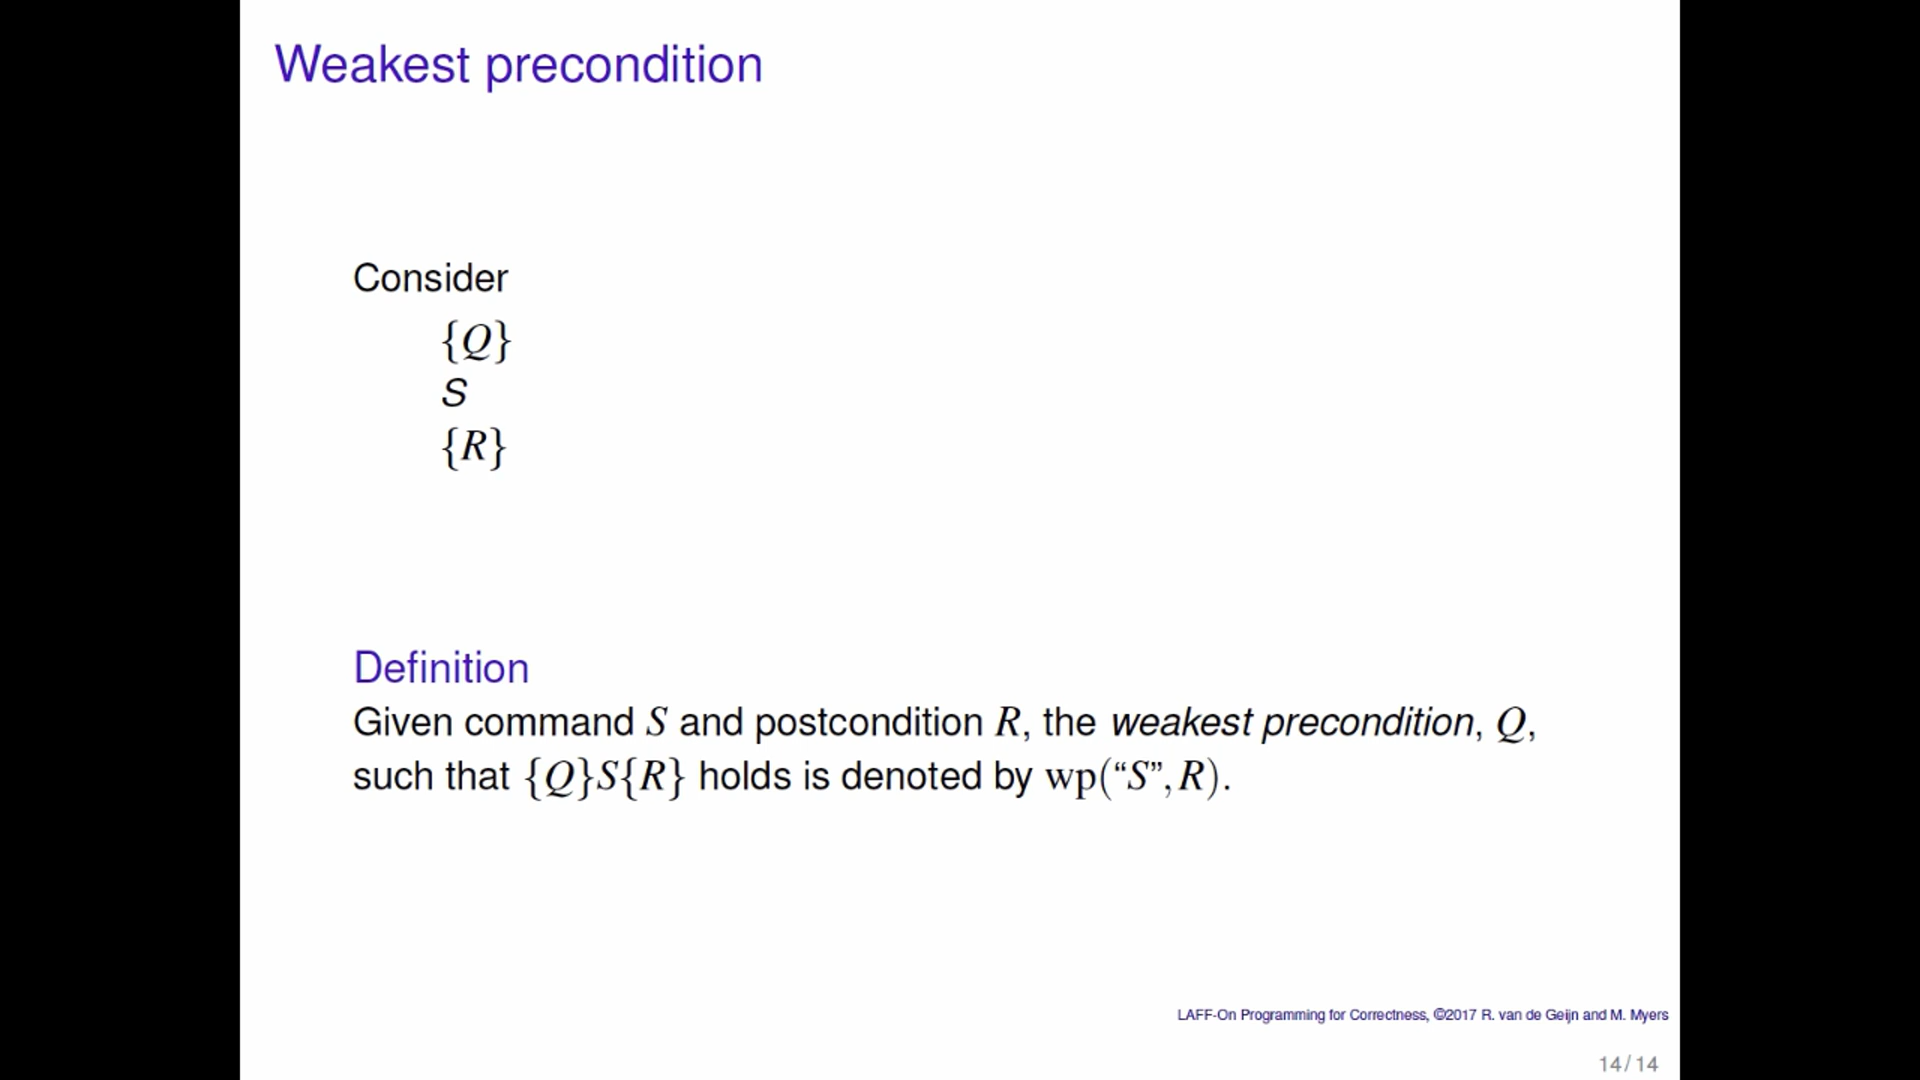 Weakest precondition
Consider
{Q}
S
{R}
Definition
Given command S and postcondition R, the weakest precondition, Q,
such that {Q}S{R} holds is denoted by wp(“S”, R).
LAFF-On Programming for Correctness, ©2017 R. van de Geijn and M. Myers
14/14